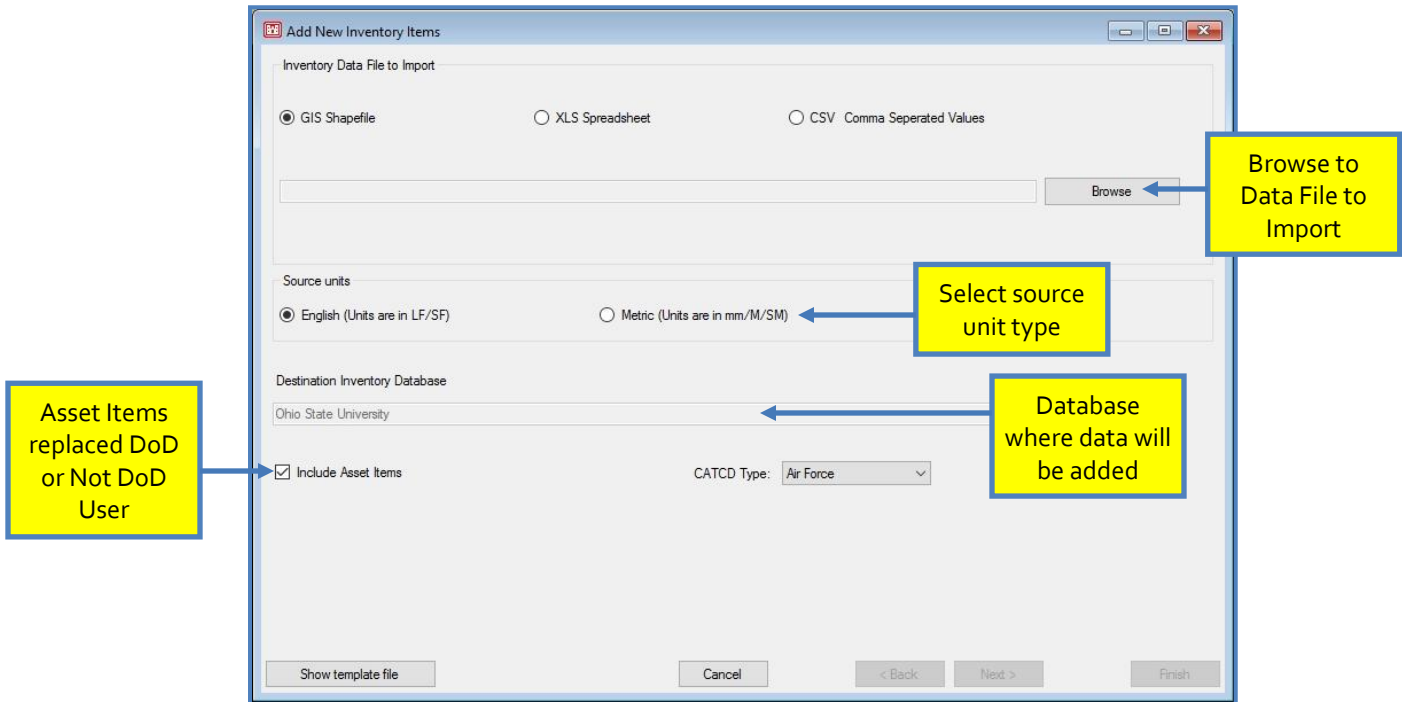 Add New Inventory Items
Inventory Data File to Import
GIS Shapefile
XLS Spreadsheet
CSV Comma Seperated Values
Browse
Browse to
Data File to
Import
Source units
English (Units are in LF/SF)
Metric (Units are in mm/M/SM)
Select source
unit type
Destination Inventory Database
Ohio State University
Database
where data will
be added
Asset Items
replaced DoD
or Not DoD
User
Include Asset Items
CATCD Type:
Air Force
Show template file
Cancel
< Back
Next >
Finish